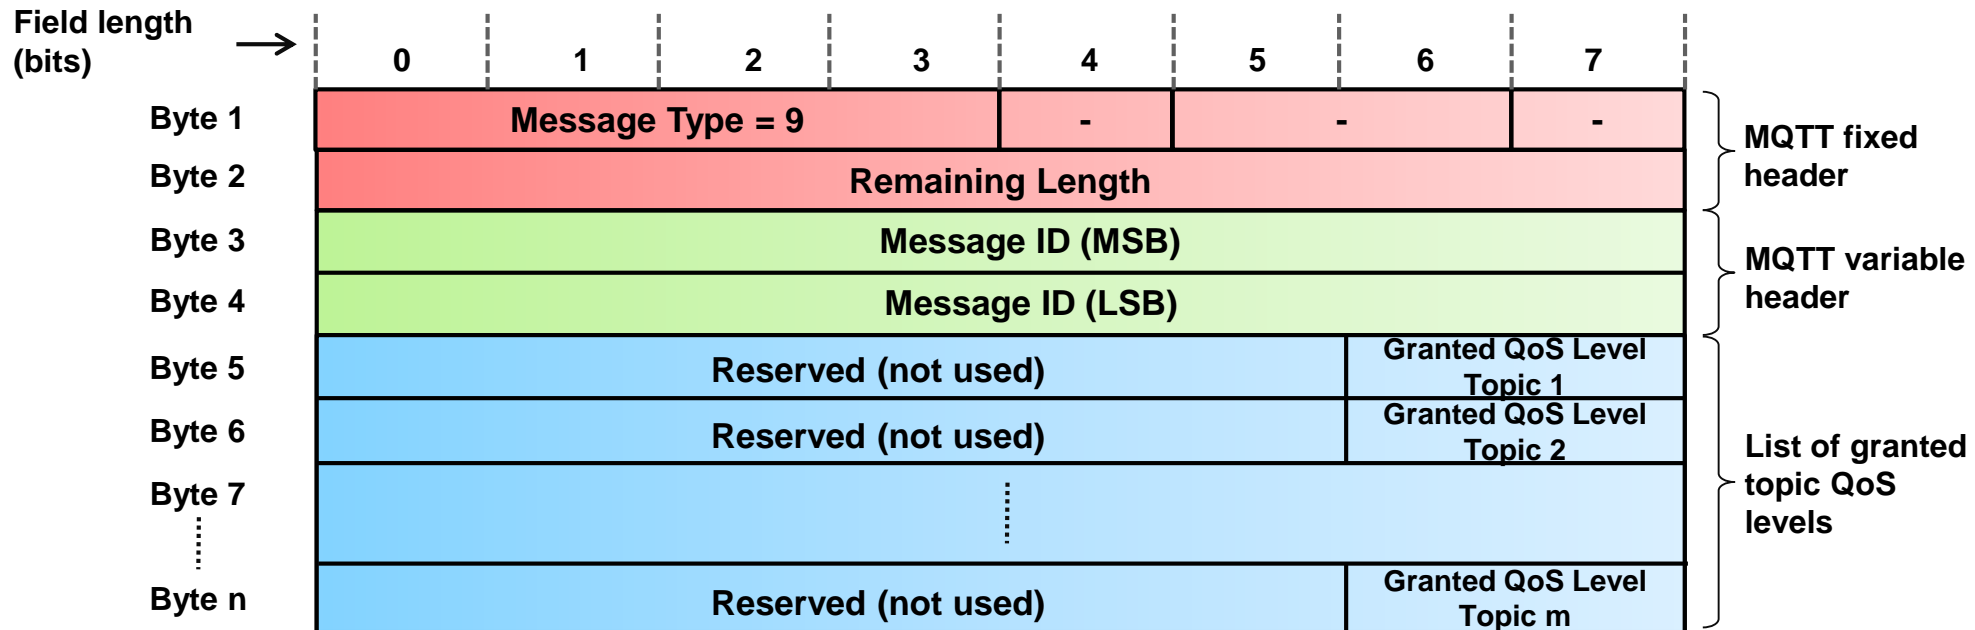 Field length
(bits)
0 1 2 3 4 5 6 7
Byte 1
Message Type = 9 - - -
Byte 2
Remaining Length
MQTT fixed
header
Byte 3
Message ID (MSB)
Byte 4
Message ID (LSB)
MQTT variable
header
Byte 5
Reserved (not used)
Granted QoS Level
Topic 1
Byte 6
Reserved (not used)
Granted QoS Level
Topic 2
Byte 7
Byte n
Reserved (not used)
Granted QoS Level
Topic m
List of granted
topic QoS
levels